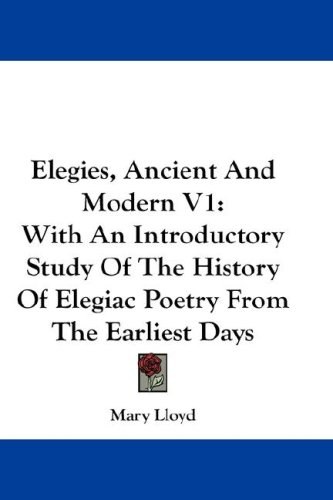 Elegies, Ancient And
Modern V1:
With An Introductory
Study Of The History
Of Elegiac Poetry From
The Earliest Days
Mary Lloyd